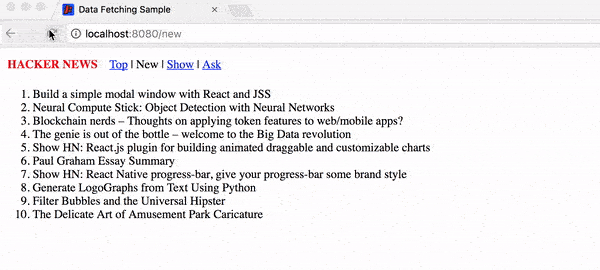 Data Fetching Sample
localhost:8080/new
HACKER NEWS Top | New | Show | Ask
1. Build a simple modal window with React and JSS
2. Neural Compute Stick: Object Detection with Neural Networks
3. Blockchain nerds – Thoughts on applying token features to web/mobile apps?
4. The genie is out of the bottle – welcome to the Big Data revolution
5. Show HN: React.js plugin for building animated draggable and customizable charts
6. Paul Graham Essay Summary
7. Show HN: React Native progress-bar, give your progress-bar some brand style
8. Generate LogoGraphs from Text Using Python
9. Filter Bubbles and the Universal Hipster
10. The Delicate Art of Amusement Park Caricature